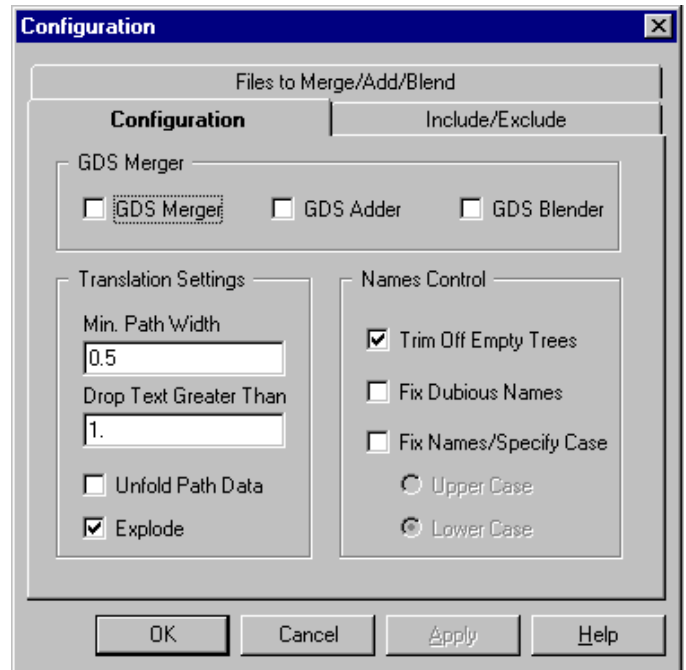 Configuration
Files to Merge/Add/Blend
Configuration Include/Exclude
GDS Merger
GDS Merger GDS Adder GDS Blender
Translation Settings
Min. Path Width
0.5
Drop Text Greater Than
1.
Unfold Path Data
Explode
Names Control
Trim Off Empty Trees
Fix Dubious Names
Fix Names/Specify Case
Upper Case
Lower Case
OK Cancel Apply Help